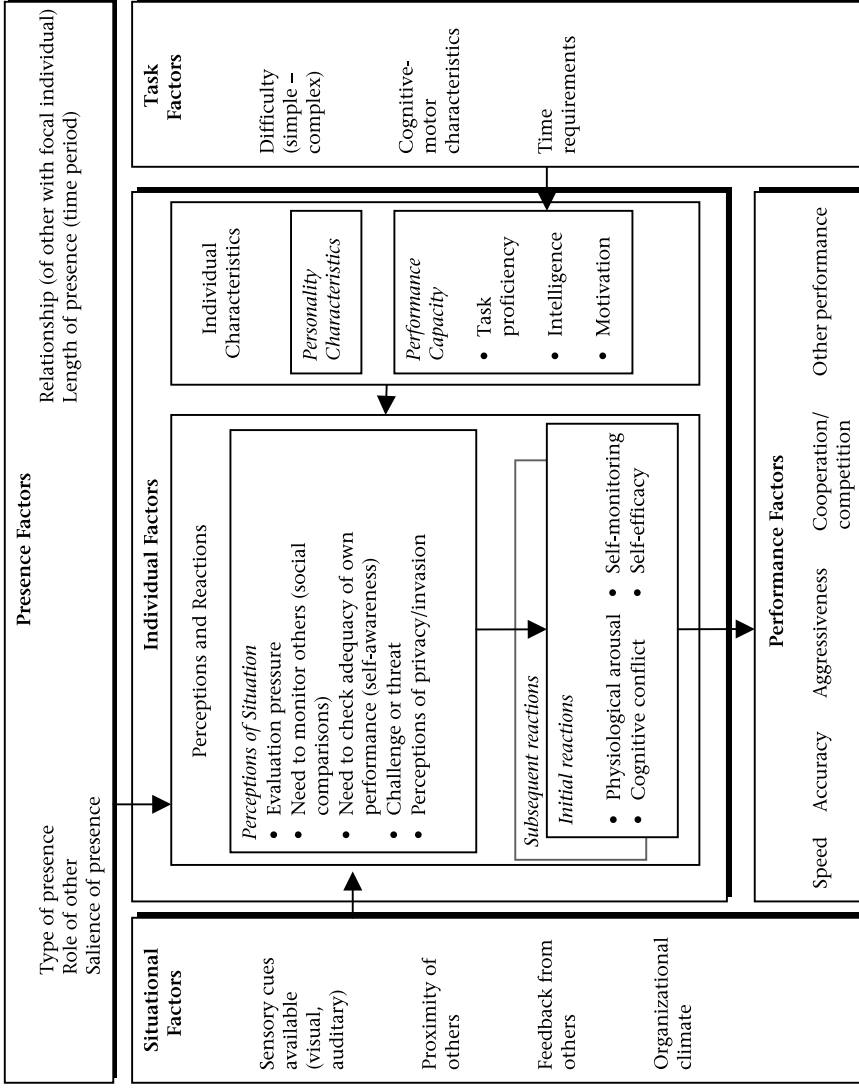 Presence Factors
Type of presence
Role of other
Salience of presence
Relationship (of other with focal individual)
Length of presence (time period)
Situational
Factors
Sensory cues
available
(visual,
auditory)
Proximity of
others
Feedback from
others
Organizational
climate
Individual Factors
Perceptions and Reactions
Perceptions of Situation
• Evaluation pressure
• Need to monitor others (social
comparisons)
• Need to check adequacy of own
performance (self-awareness)
• Challenge or threat
• Perceptions of privacy/invasion
Subsequent reactions
Initial reactions
• Physiological arousal
• Cognitive conflict
• Self-monitoring
• Self-efficacy
Individual
Characteristics
Personality
Characteristics
Performance
Capacity
• Task
proficiency
• Intelligence
• Motivation
Task
Factors
Difficulty
(simple –
complex)
Cognitive-
motor
characteristics
Time
requirements
Performance Factors
Speed
Accuracy
Aggressiveness
Cooperation/
competition
Other performance